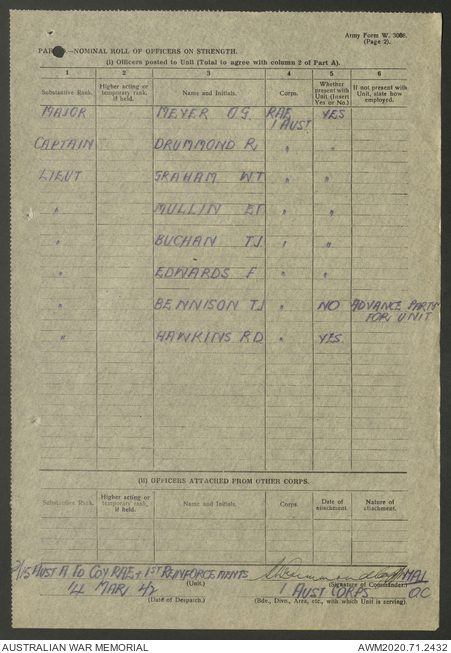 Army Form W. 3008.
(Page 2).
—NOMINAL ROLL OF OFFICERS ON STRENGTH.
(i) Officers posted to Unit (Total to agree with column 2 of Part A).
1 2 3 4 5 6
Substantive Rank. Higher acting or temporary rank, if held. Name and Initials. Corps. Whether present with Unit (Insert Yes or No.) If not present with Unit, state how employed.
MAJOR MEYER O.G. RAE YES
1 AUST
CAPTAIN DRUMMOND R. " "
LIEUT GRAHAM W T " "
" MULLIN E T " "
" BUCHAN TJ " "
" EDWARDS F " "
" BENNISON TJ " NO ADVANCE PARTY
FOR UNIT
" HAWKINS R D " YES
(II) OFFICERS ATTACHED FROM OTHER CORPS.
Substantive Rank. Higher acting or temporary rank, if held. Name and Initials. Corps. Date of attachment Nature of attachment.
2/15 AUST A TP COY RAE + 1ST REINFORCEMENTS
(Unit.) (Signature of Commander.)
4 MAR 42 1 AUST CORPS OC
(Date of Despatch.) (Bde., Divn., Area, etc., with which Unit is serving).
AUSTRALIAN WAR MEMORIAL AWM2020.71.2432